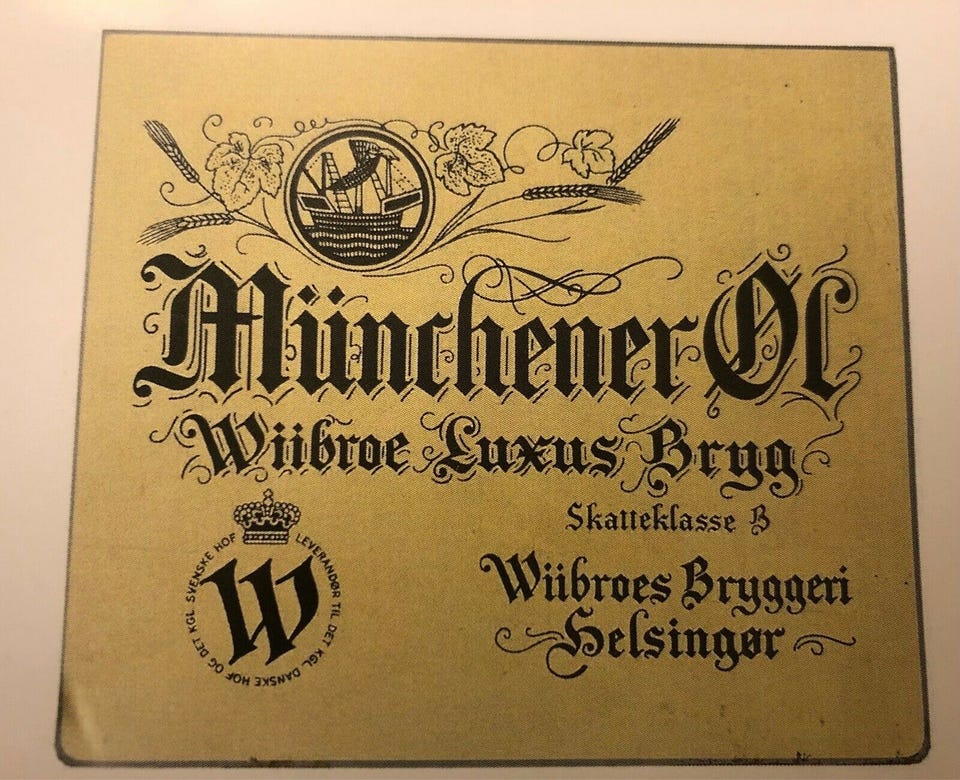 Münchener Øl
Wiibroe Luxus Bryg
Skatteklasse B
Wiibroes Bryggeri
Helsingør
LEVERANDØR TIL DET KGL DANSKE HOF OG DET KGL SVENSKE HOF
W